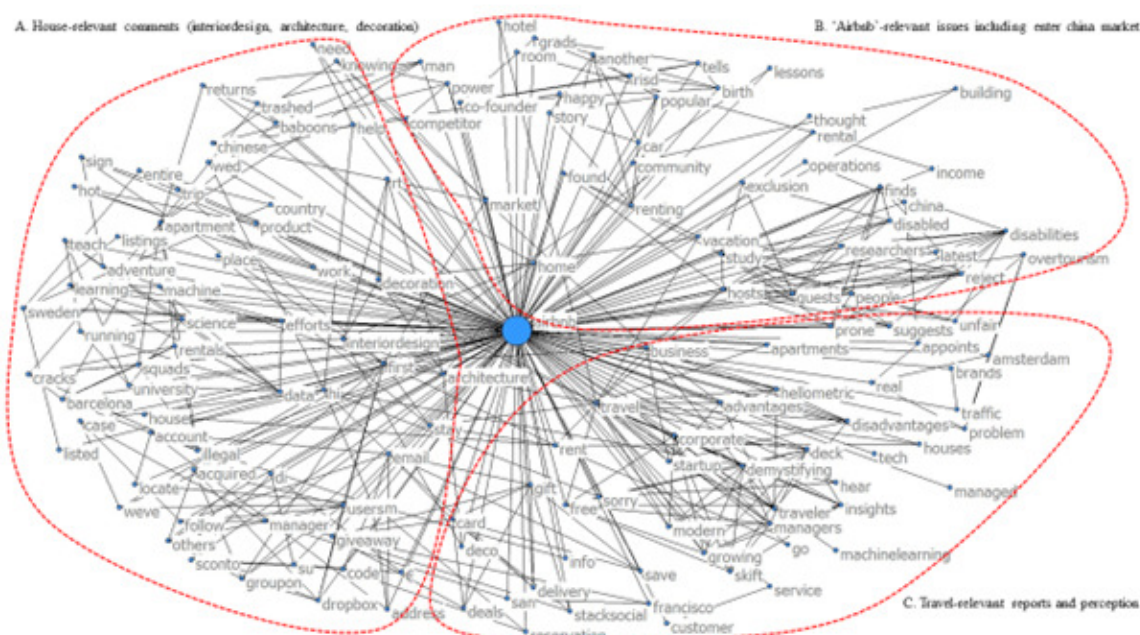 A. House-relevant comments (interiordesign, architecture, decoration)
B. 'Airbnb'-relevant issues including enter china market
hotel
need
grads
knowing
man
room
another
tells
lessons
returns
power
risd
birth
building
trashed
co-founder
happy
popular
baboons
help
competitor
story
thought
rental
chinese
car
sign
entire
wed
found
community
operations
income
hot
trip
rt
exclusion
finds
country
market
renting
china
apartment
product
disabled
disabilities
teach
listings
vacation
place
study
researchers
latest
overtourism
adventure
work
home
learning
machine
decoration
hosts
guests
people
reject
sweden
science
efforts
airbnb
prone
suggests
unfair
running
rentals
interiordesign
business
apartments
appoints
amsterdam
squads
first
architecture
brands
cracks
university
data
hellometric
real
barcelona
house
travel
advantages
traffic
case
account
disadvantages
problem
illegal
corporate
houses
listed
email
rent
deck
tech
acquired
di
startup
demystifying
locate
gift
hear
managed
weve
usersm
free
sorry
traveler
insights
follow
manager
card
modern
managers
others
giveaway
deco
growing
go
machinelearning
sconto
su
code
info
save
skift
groupon
delivery
service
dropbox
san
francisco
C. Travel-relevant reports and perception
address
deals
stacksocial
customer
reservation